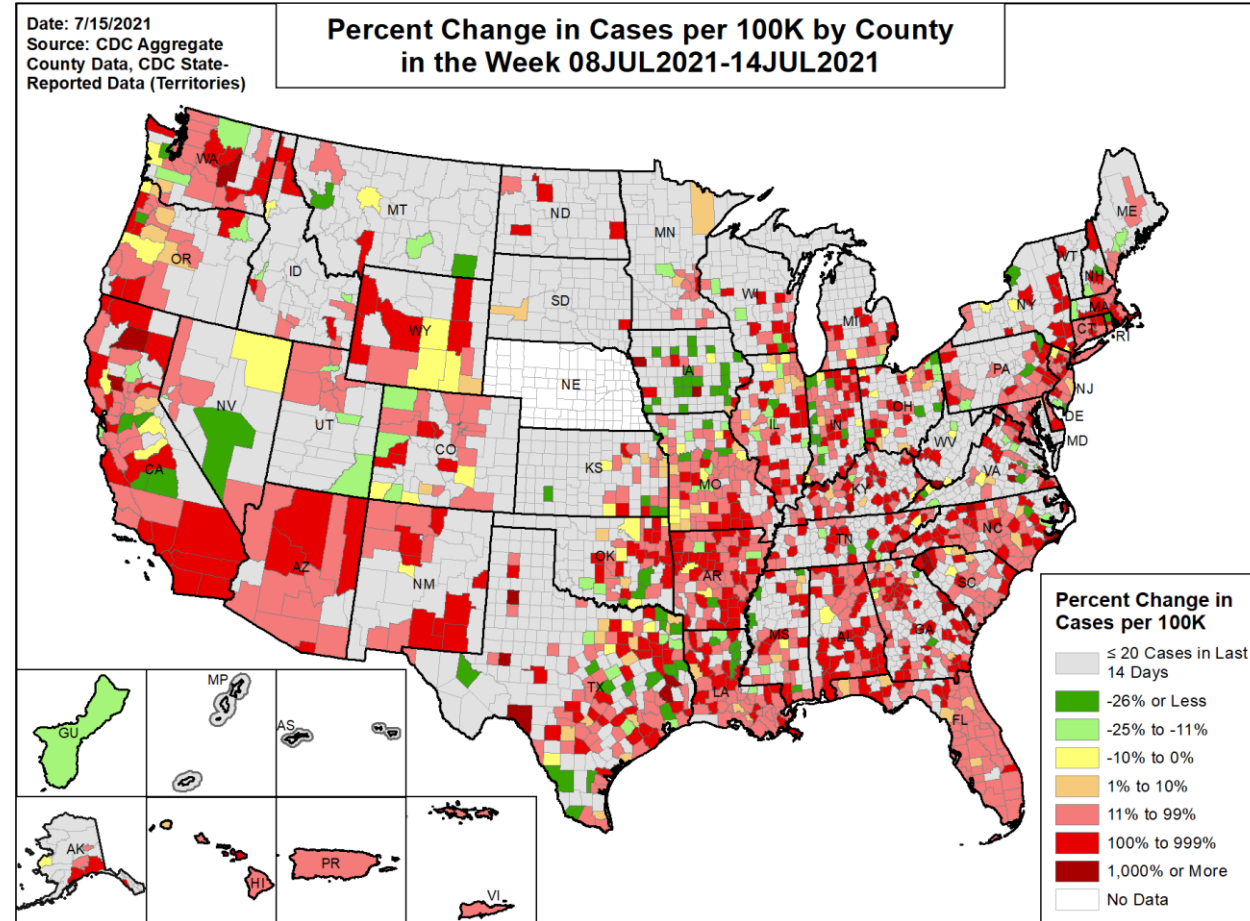 Date: 7/15/2021
Source: CDC Aggregate
County Data, CDC State-
Reported Data (Territories)
Percent Change in Cases per 100K by County
in the Week 08JUL2021-14JUL2021
WA
MT
ND
MN
ME
OR
ID
SD
WI
MI
VT
NH
NY
MA
CT
RI
WY
NE
IA
PA
NJ
NV
UT
CO
KS
MO
IL
IN
OH
WV
DE
MD
VA
CA
KY
AZ
NM
OK
AR
TN
NC
SC
MS
AL
GA
TX
LA
FL
GU
MP
AS
AK
HI
PR
VI
Percent Change in
Cases per 100K
≤ 20 Cases in Last
14 Days
-26% or Less
-25% to -11%
-10% to 0%
1% to 10%
11% to 99%
100% to 999%
1,000% or More
No Data